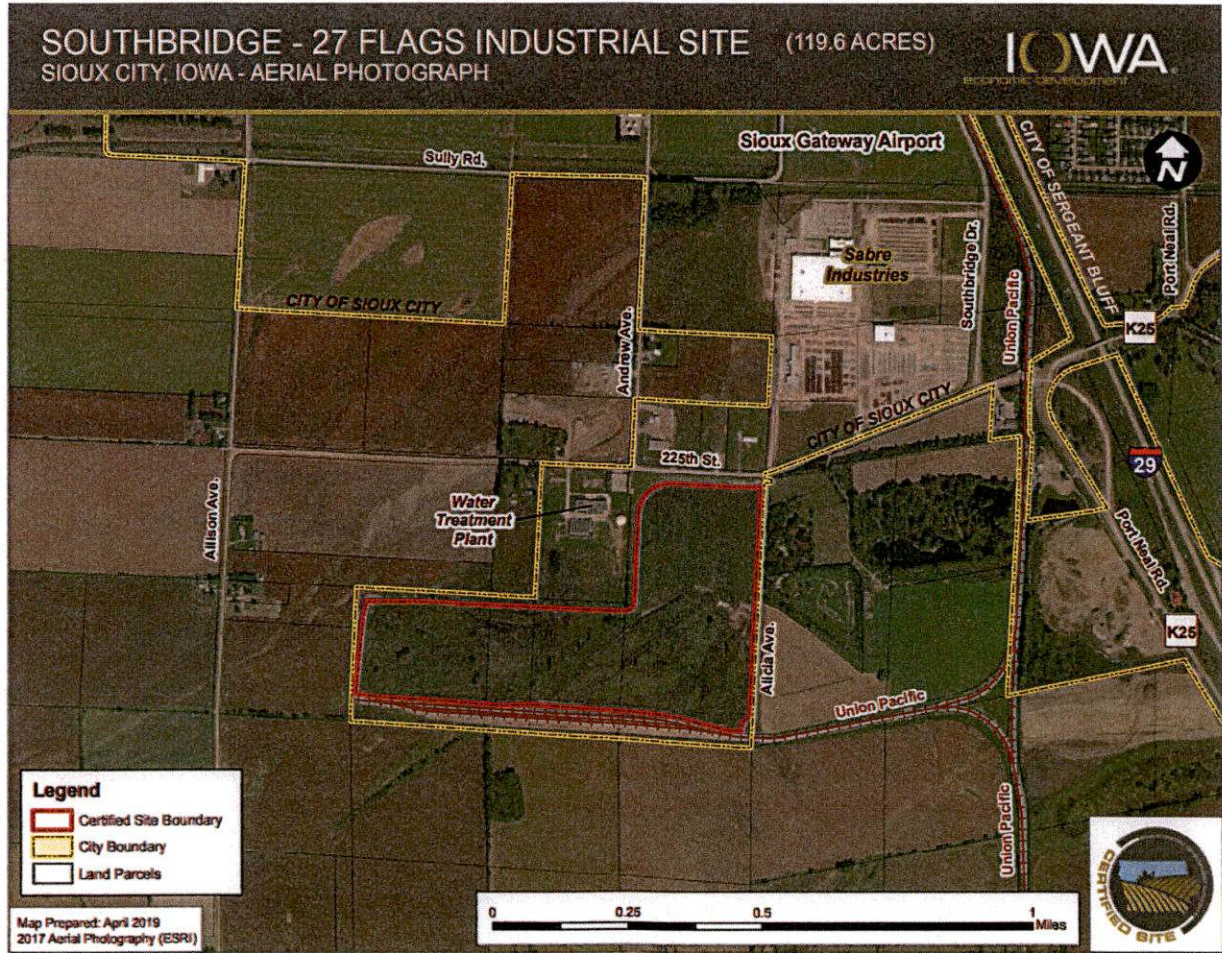 SOUTHBRIDGE - 27 FLAGS INDUSTRIAL SITE (119.6 ACRES)
SIOUX CITY, IOWA - AERIAL PHOTOGRAPH
IOWA
economic development
Sioux Gateway Airport
CITY OF SERGEANT BLUFF
N
Sully Rd.
Port Neal Rd.
Sabre
Industries
Southbridge Dr.
Union Pacific
CITY OF SIOUX CITY
K25
Andrew Ave.
CITY OF SIOUX CITY
225th St.
29
Allison Ave.
Water
Treatment
Plant
Port Neal Rd.
K25
Alicia Ave.
Union Pacific
Union Pacific
Legend
Certified Site Boundary
City Boundary
Land Parcels
Map Prepared: April 2019
2017 Aerial Photography (ESRI)
0 0.25 0.5 1
Miles
CERTIFIED SITE